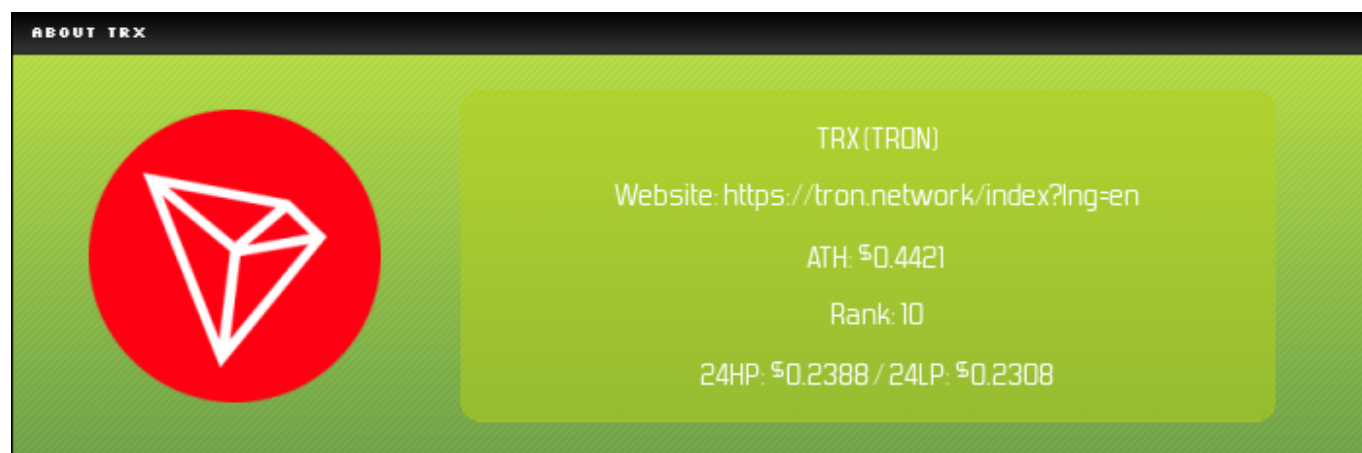 ABOUT TRX
TRX (TRON)
Website: https://tron.network/index?lng=en
ATH: $0.4421
Rank: 10
24HP: $0.2388 / 24LP: $0.2308